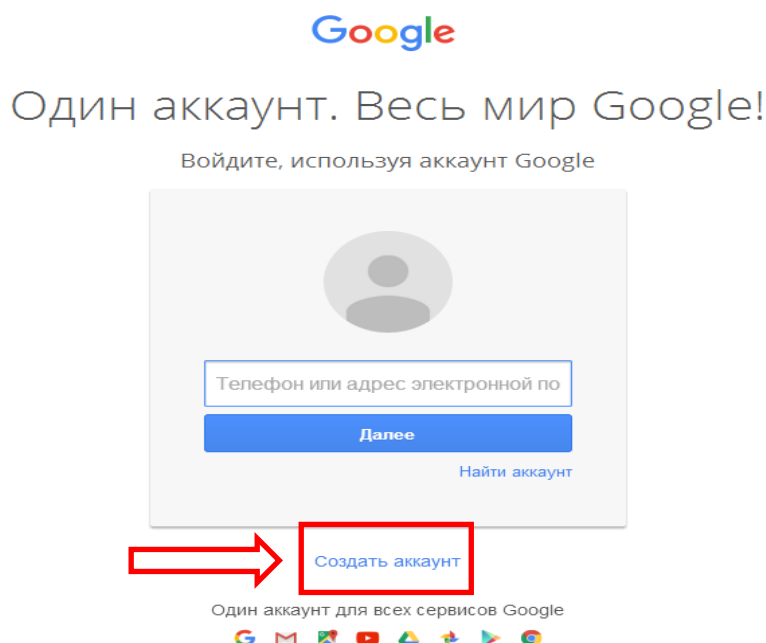 Google
Один аккаунт. Весь мир Google!
Войдите, используя аккаунт Google
Телефон или адрес электронной по
Далее
Найти аккаунт
Создать аккаунт
Один аккаунт для всех сервисов Google